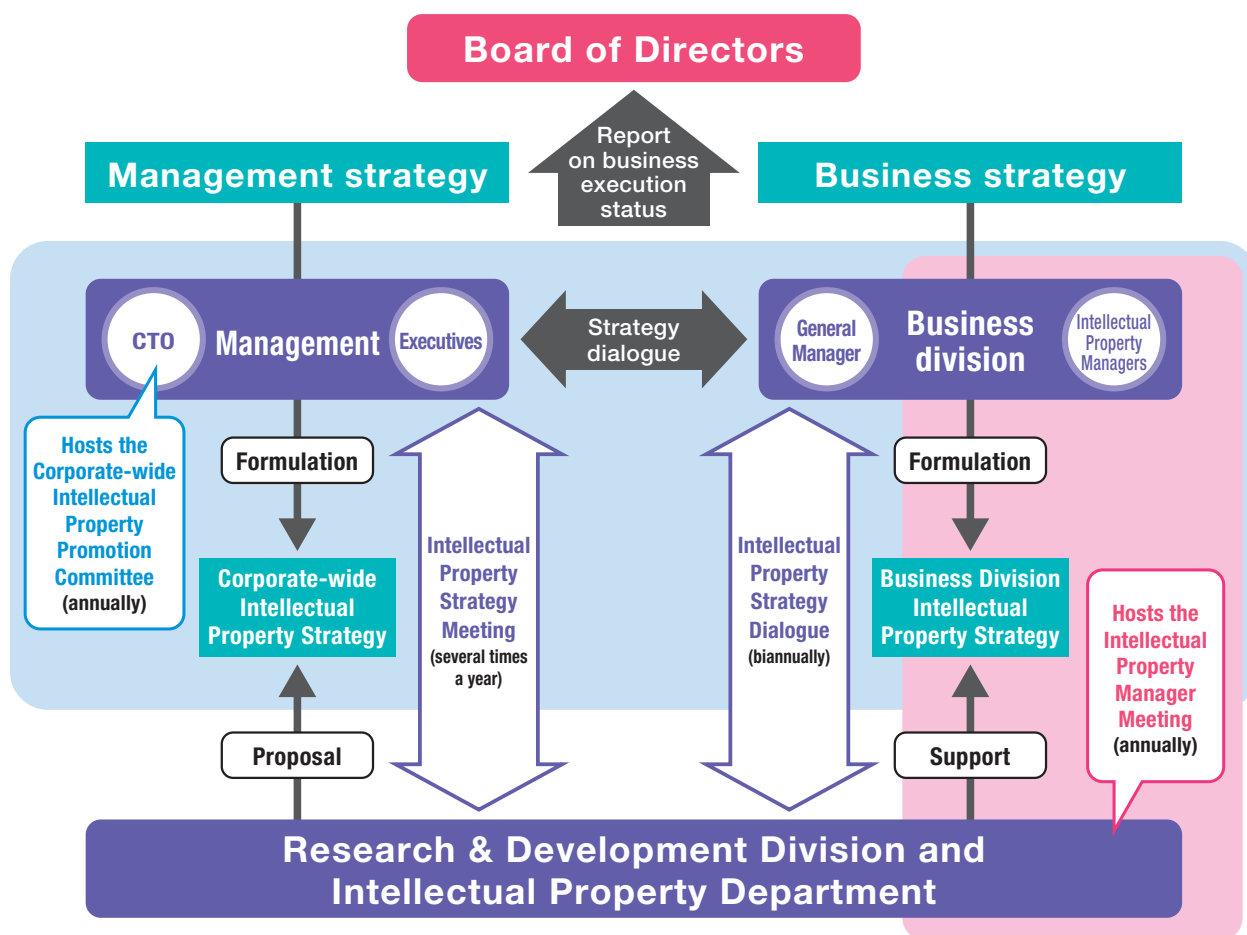 Board of Directors
Report
on business
execution
status
Management strategy
Business strategy
CTO
Management
Executives
Strategy
dialogue
General
Manager
Business
division
Intellectual
Property
Managers
Hosts the
Corporate-wide
Intellectual
Property
Promotion
Committee
(annually)
Formulation
Corporate-wide
Intellectual
Property Strategy
Proposal
Intellectual
Property
Strategy
Meeting
(several times
a year)
Intellectual
Property
Strategy
Dialogue
(biannually)
Formulation
Business Division
Intellectual
Property Strategy
Support
Hosts the
Intellectual
Property
Manager
Meeting
(annually)
Research & Development Division and
Intellectual Property Department